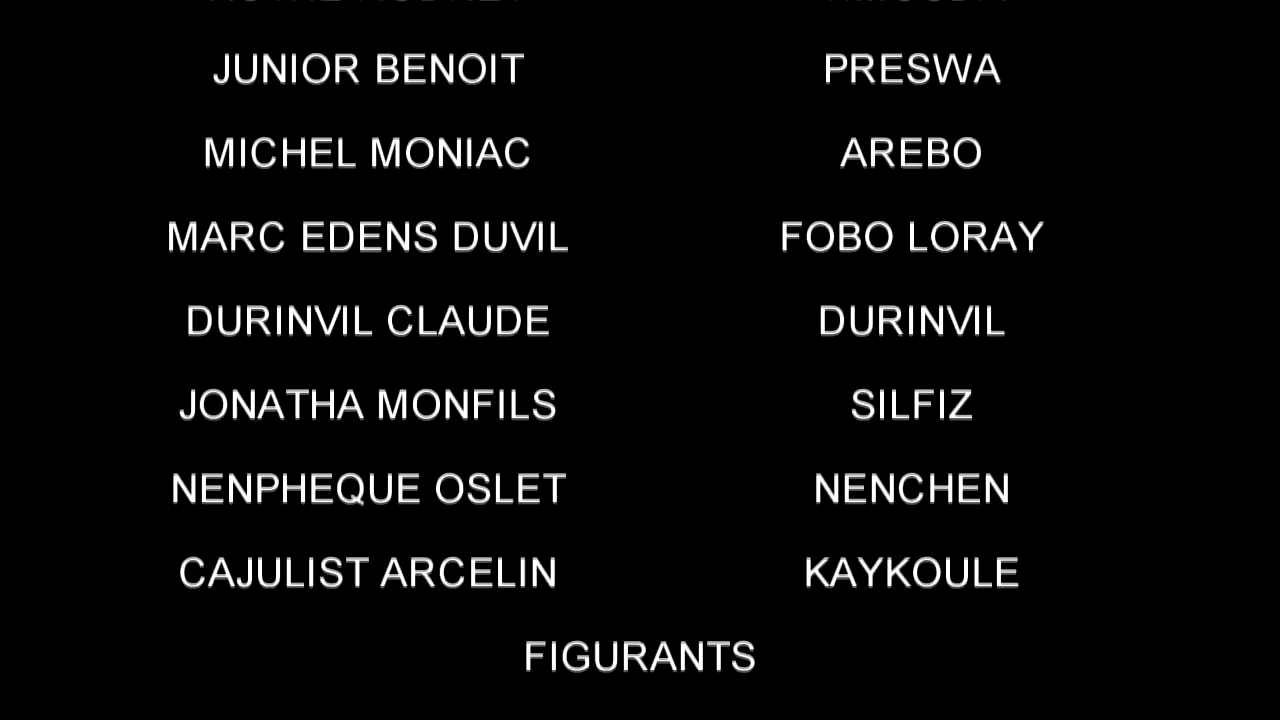 JUNIOR BENOIT PRESWA
MICHEL MONIAC AREBO
MARC EDENS DUVIL FOBO LORAY
DURINVIL CLAUDE DURINVIL
JONATHA MONFILS SILFIZ
NENPHEQUE OSLET NENCHEN
CAJULIST ARCELIN KAYKOULE
FIGURANTS